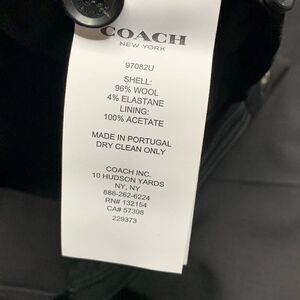 COACH
NEW YORK
97082U
SHELL:
96% WOOL
4% ELASTANE
LINING:
100% ACETATE
MADE IN PORTUGAL
DRY CLEAN ONLY
COACH INC.
10 HUDSON YARDS
NY, NY
888-262-6224
RN# 132154
CA# 57398
229373